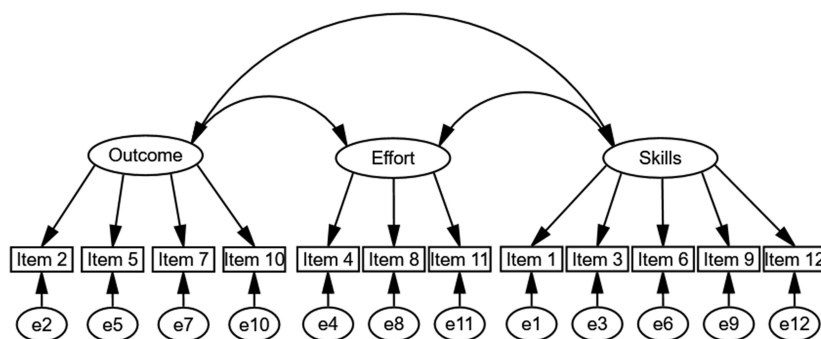 Outcome Effort Skills
Item 2 Item 5 Item 7 Item 10 Item 4 Item 8 Item 11 Item 1 Item 3 Item 6 Item 9 Item 12
e2 e5 e7 e10 e4 e8 e11 e1 e3 e6 e9 e12